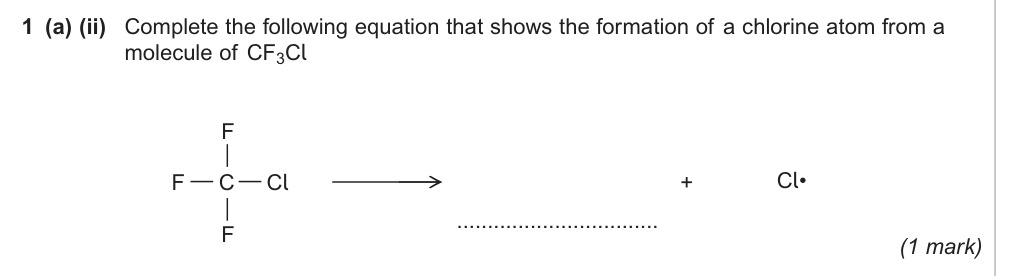 1 (a) (ii) Complete the following equation that shows the formation of a chlorine atom from a
molecule of CF₃Cl
F
F — C — Cl ⟶ ................................. + Cl•
F
(1 mark)